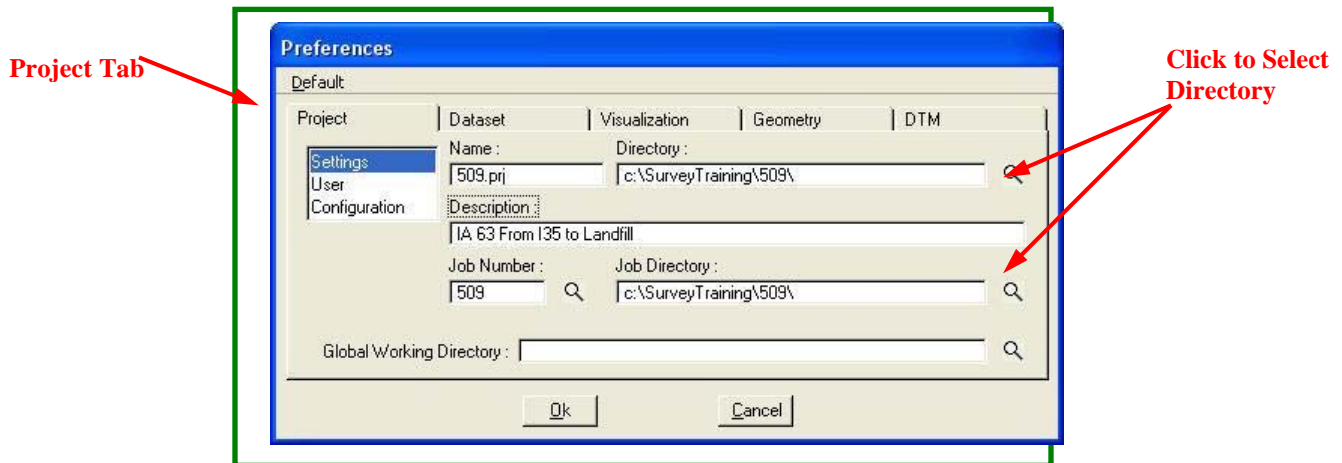 Preferences
Project Tab
Click to Select
Directory
Default
Project Dataset Visualization Geometry DTM
Settings
User
Configuration
Name : Directory :
509.prj c:\SurveyTraining\509\
Description :
IA 63 From I35 to Landfill
Job Number : Job Directory :
509 c:\SurveyTraining\509\
Global Working Directory :
Ok Cancel